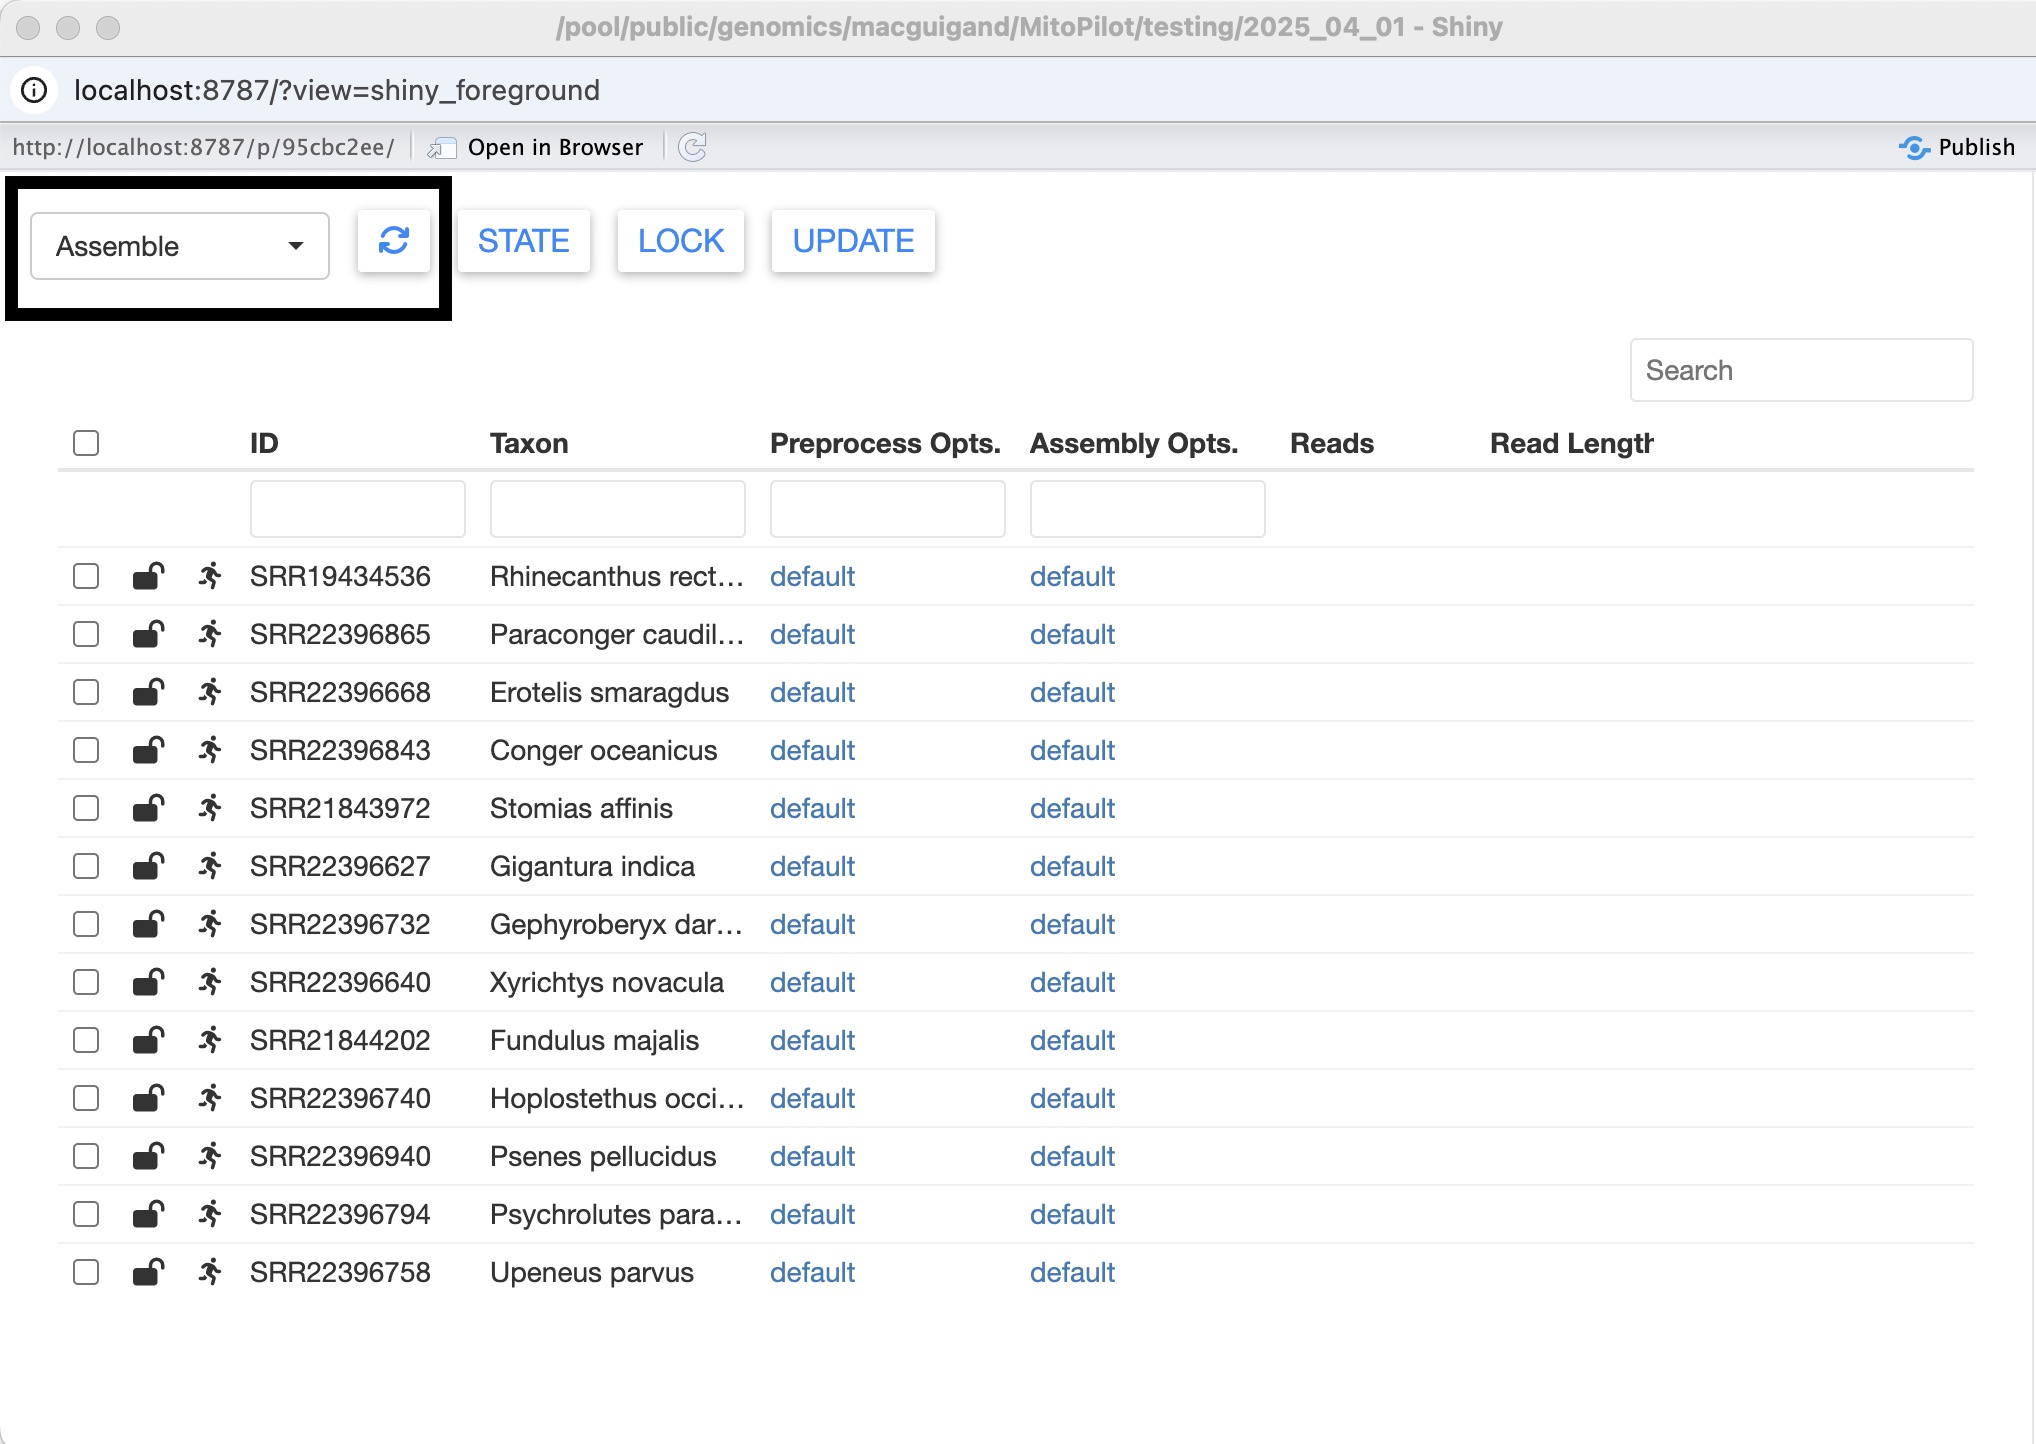 /pool/public/genomics/macguigand/MitoPilot/testing/2025_04_01 - Shiny
localhost:8787/?view=shiny_foreground
http://localhost:8787/p/95cbc2ee/ Open in Browser Publish
Assemble STATE LOCK UPDATE
Search
ID Taxon Preprocess Opts. Assembly Opts. Reads Read Length
SRR19434536 Rhinecanthus rect... default default
SRR22396865 Paraconger caudil... default default
SRR22396668 Erotelis smaragdus default default
SRR22396843 Conger oceanicus default default
SRR21843972 Stomias affinis default default
SRR22396627 Gigantura indica default default
SRR22396732 Gephyroberyx dar... default default
SRR22396640 Xyrichtys novacula default default
SRR21844202 Fundulus majalis default default
SRR22396740 Hoplostethus occi... default default
SRR22396940 Psenes pellucidus default default
SRR22396794 Psychrolutes para... default default
SRR22396758 Upeneus parvus default default